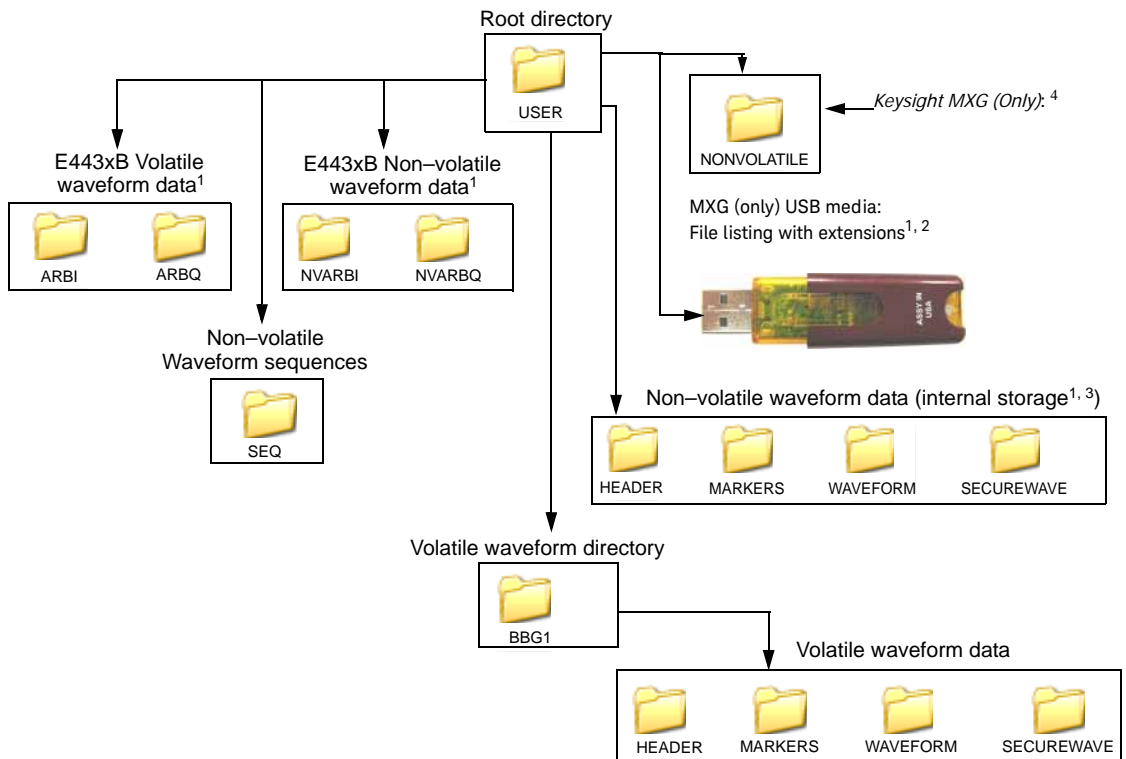 Root directory
USER
Keysight MXG (Only): 4
NONVOLATILE
E443xB Volatile
waveform data1
ARBI
ARBQ
E443xB Non–volatile
waveform data1
NVARBI
NVARBQ
MXG (only) USB media:
File listing with extensions1, 2
ASSY IN
USA
Non–volatile
Waveform sequences
SEQ
Non–volatile waveform data (internal storage1, 3)
HEADER
MARKERS
WAVEFORM
SECUREWAVE
Volatile waveform directory
BBG1
Volatile waveform data
HEADER
MARKERS
WAVEFORM
SECUREWAVE